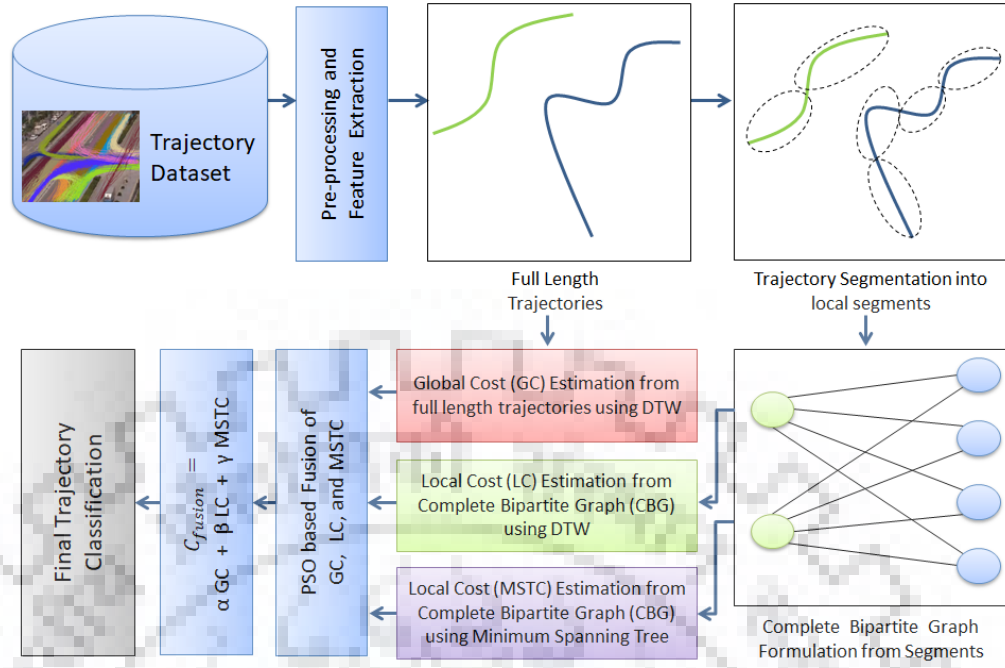 Trajectory
Dataset
Pre-processing and
Feature Extraction
Full Length
Trajectories
Trajectory Segmentation into
local segments
Global Cost (GC) Estimation from
full length trajectories using DTW
Local Cost (LC) Estimation from
Complete Bipartite Graph (CBG)
using DTW
Local Cost (MSTC) Estimation from
Complete Bipartite Graph (CBG)
using Minimum Spanning Tree
Complete Bipartite Graph
Formulation from Segments
PSO based Fusion of
GC, LC, and MSTC
C_fusion =
α GC + β LC + γ MSTC
Final Trajectory
Classification